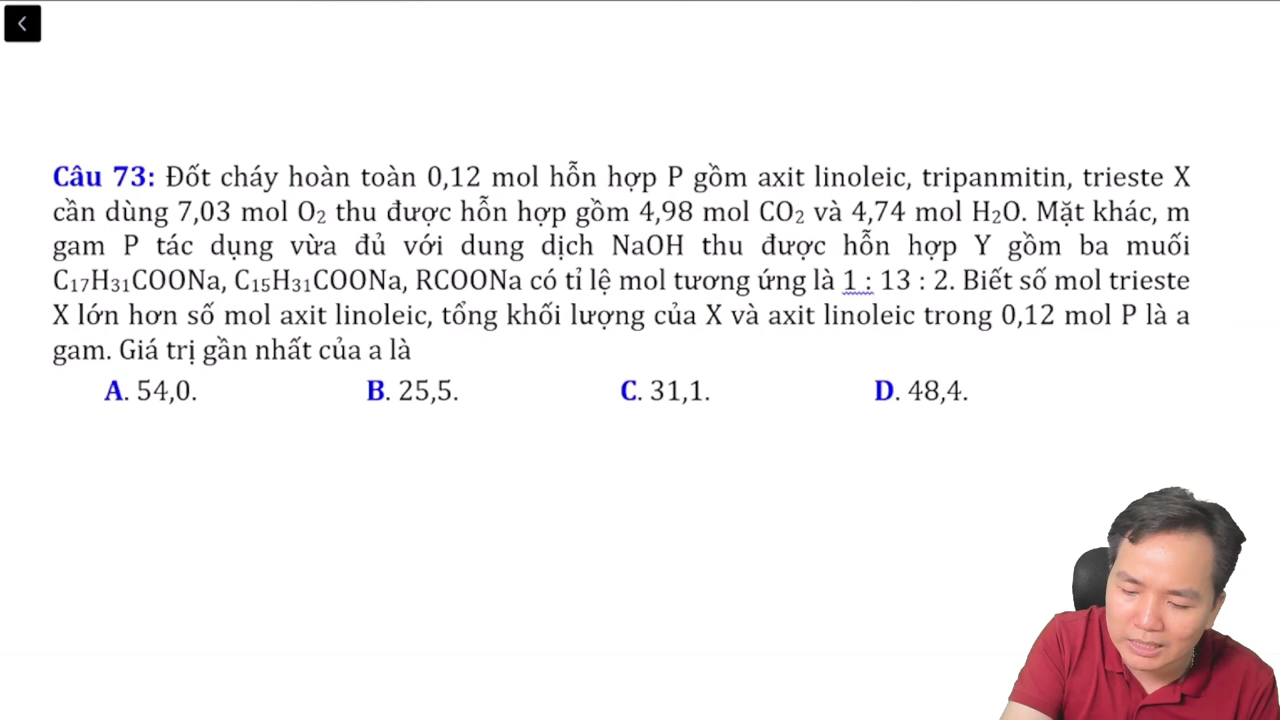 Câu 73: Đốt cháy hoàn toàn 0,12 mol hỗn hợp P gồm axit linoleic, tripanmitin, trieste X
cần dùng 7,03 mol O₂ thu được hỗn hợp gồm 4,98 mol CO₂ và 4,74 mol H₂O. Mặt khác, m
gam P tác dụng vừa đủ với dung dịch NaOH thu được hỗn hợp Y gồm ba muối
C₁₇H₃₁COONa, C₁₅H₃₁COONa, RCOONa có tỉ lệ mol tương ứng là 1 : 13 : 2. Biết số mol trieste
X lớn hơn số mol axit linoleic, tổng khối lượng của X và axit linoleic trong 0,12 mol P là a
gam. Giá trị gần nhất của a là
A. 54,0. B. 25,5. C. 31,1. D. 48,4.